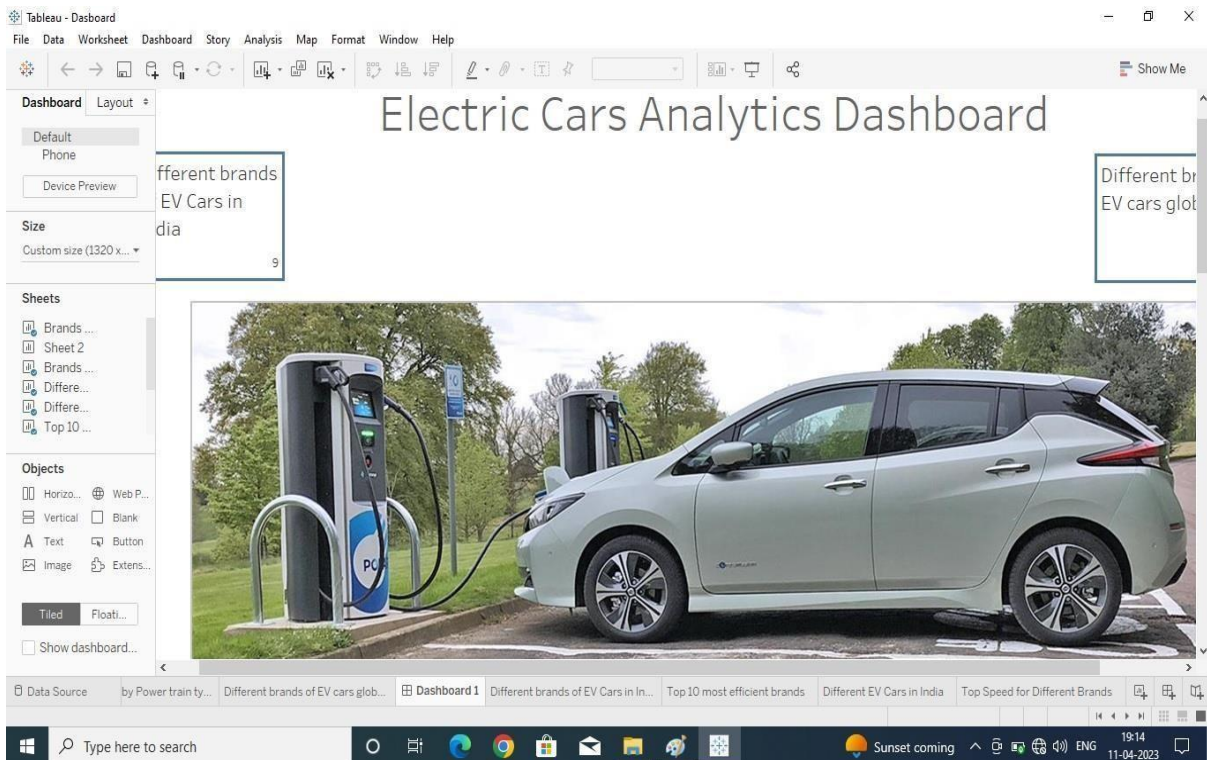 Tableau - Dasboard
File Data Worksheet Dashboard Story Analysis Map Format Window Help
Show Me
Dashboard Layout
Default
Phone
Device Preview
Size
Custom size (1320 x...
Sheets
Brands ...
Sheet 2
Brands ...
Differe...
Differe...
Top 10 ...
Objects
Horizo... Web P...
Vertical Blank
A Text Button
Image Extens...
Tiled Floati...
Show dashboard...
Electric Cars Analytics Dashboard
fferent brands
EV Cars in
dia
9
Different br
EV cars glob
Data Source by Power train ty... Different brands of EV cars glob... Dashboard 1 Different brands of EV Cars in In... Top 10 most efficient brands Different EV Cars in India Top Speed for Different Brands
Type here to search
Sunset coming ENG 19:14
11-04-2023